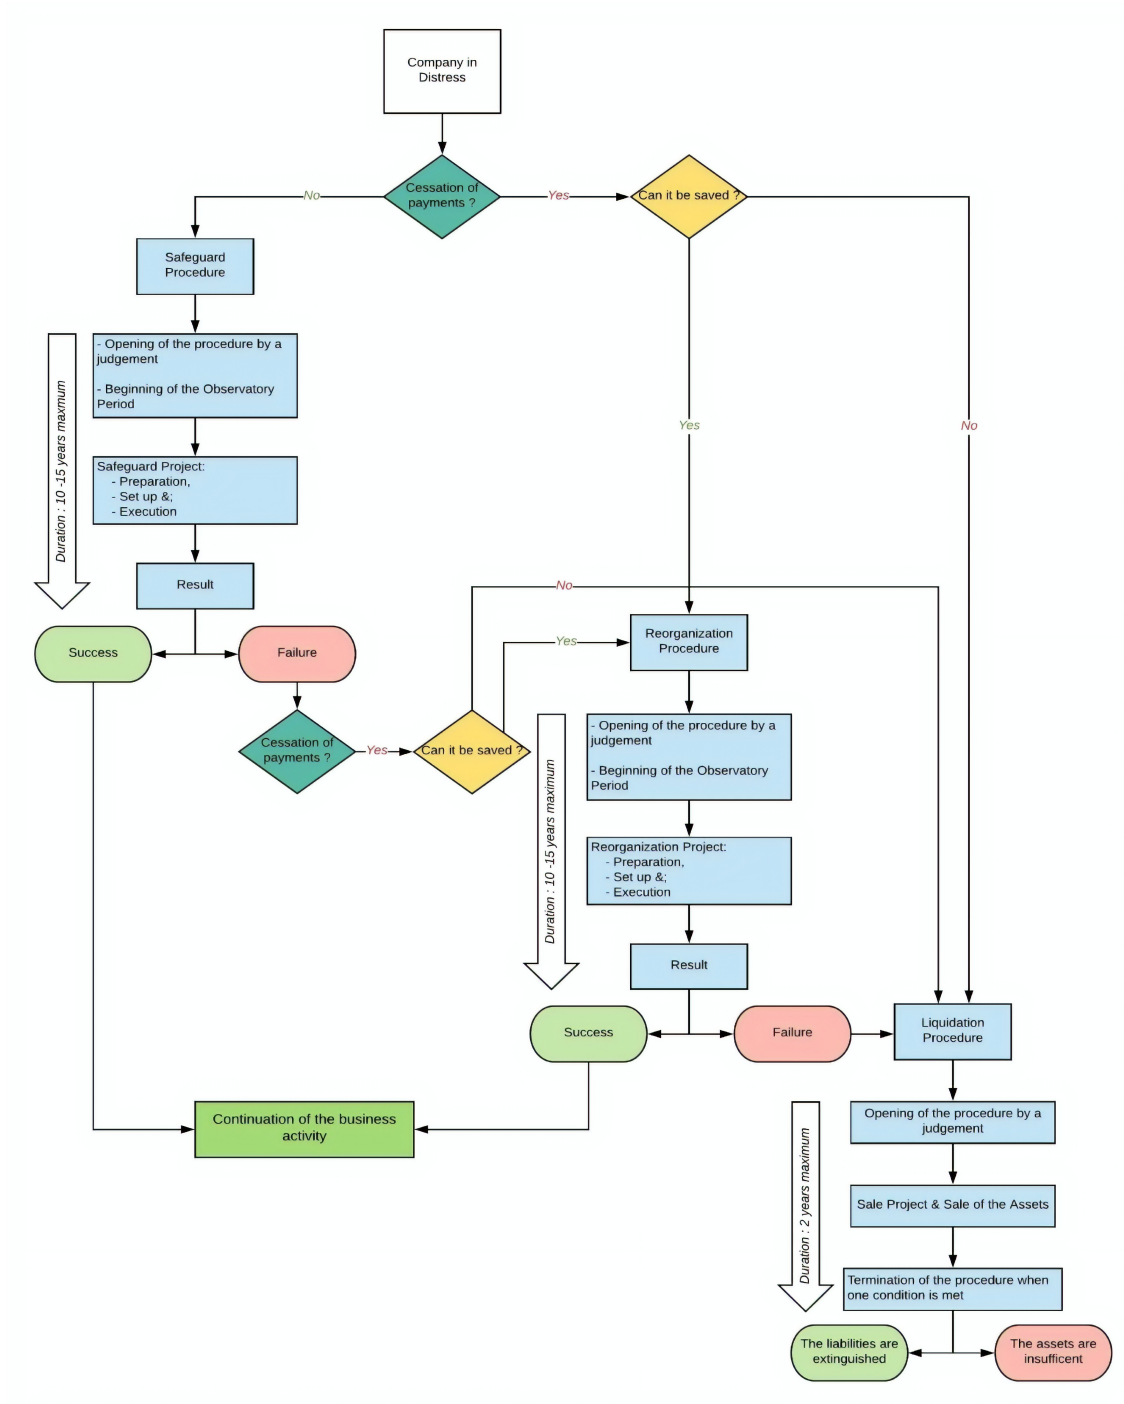 Company in
Distress
Cessation of
payments ?
No
Yes
Can it be saved ?
Safeguard
Procedure
- Opening of the procedure by a
judgement
- Beginning of the Observatory
Period
Duration : 10 -15 years maxmum
Yes
No
Safeguard Project:
- Preparation,
- Set up &;
- Execution
Result
Success
Failure
No
Yes
Reorganization
Procedure
Cessation of
payments ?
Yes
Can it be saved ?
- Opening of the procedure by a
judgement
- Beginning of the Observatory
Period
Duration : 10 -15 years maximum
Reorganization Project:
- Preparation,
- Set up &;
- Execution
Result
Success
Failure
Liquidation
Procedure
Continuation of the business
activity
Opening of the procedure by a
judgement
Duration : 2 years maximum
Sale Project & Sale of the Assets
Termination of the procedure when
one condition is met
The liabilities are
extinguished
The assets are
insufficent